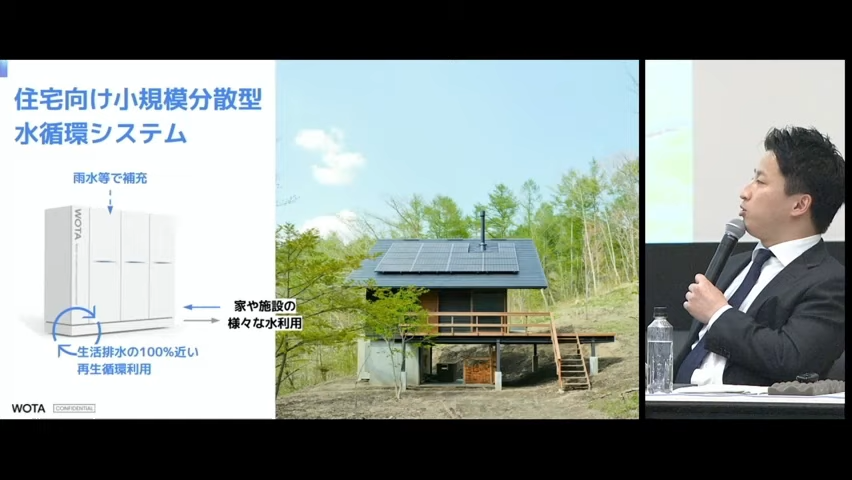 住宅向け小規模分散型
水循環システム
雨水等で補充
WOTA
家や施設の
様々な水利用
生活排水の100%近い
再生循環利用
WOTA CONFIDENTIAL